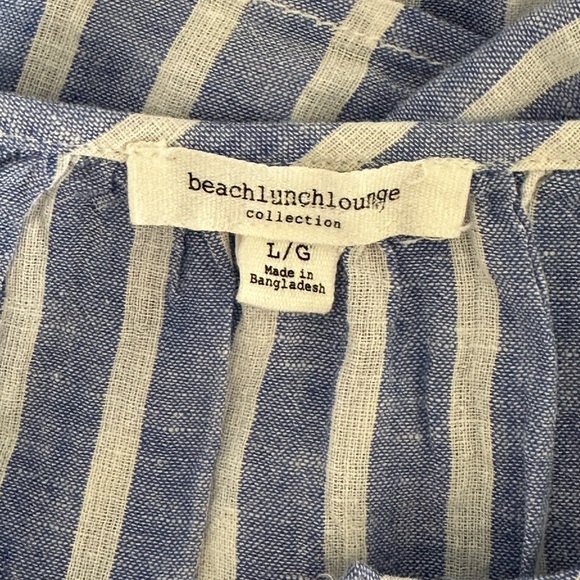 beachlunchlounge
collection
L/G
Made in
Bangladesh